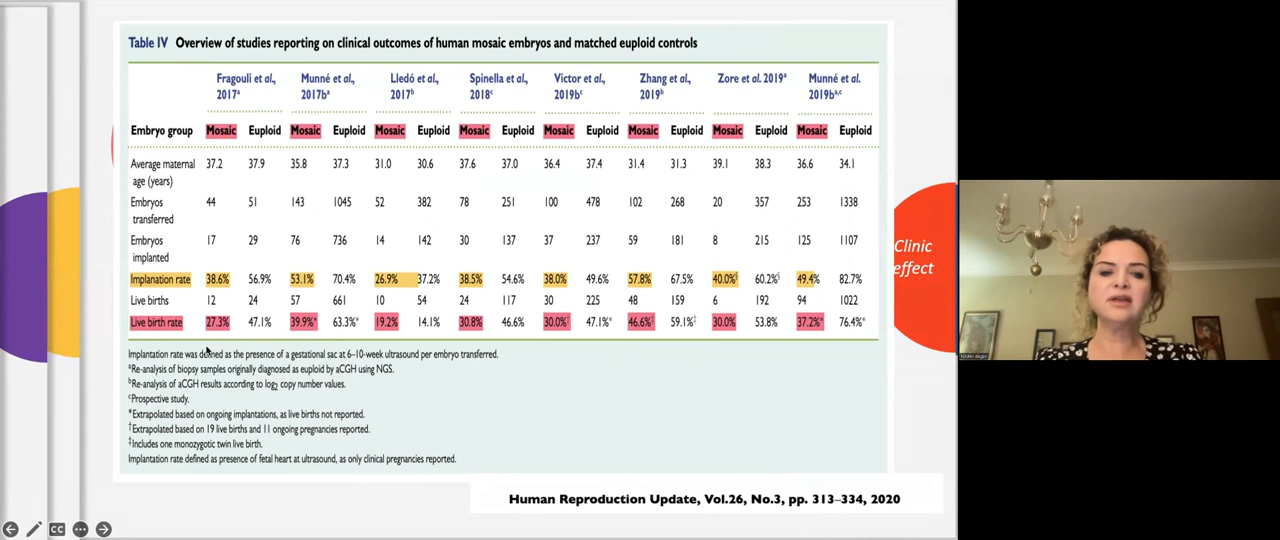 Table IV Overview of studies reporting on clinical outcomes of human mosaic embryos and matched euploid controls
Fragouli et al., 2017a Munné et al., 2017ba Lledó et al., 2017b Spinella et al., 2018c Victor et al., 2019bc Zhang et al., 2019b Zore et al. 2019a Munné et al. 2019ba,c
Embryo group Mosaic Euploid Mosaic Euploid Mosaic Euploid Mosaic Euploid Mosaic Euploid Mosaic Euploid Mosaic Euploid Mosaic Euploid
Average maternal age (years) 37.2 37.9 35.8 37.3 31.0 30.6 37.6 37.0 36.4 37.4 31.4 31.3 39.1 38.3 36.6 34.1
Embryos transferred 44 51 143 1045 52 382 78 251 100 478 102 268 20 357 253 1338
Embryos implanted 17 29 76 736 14 142 30 137 37 237 59 181 8 215 125 1107
Implanation rate 38.6% 56.9% 53.1% 70.4% 26.9% 37.2% 38.5% 54.6% 38.0% 49.6% 57.8% 67.5% 40.0%§ 60.2%§ 49.4% 82.7%
Live births 12 24 57 661 10 54 24 117 30 225 48 159 6 192 94 1022
Live birth rate 27.3% 47.1% 39.9%* 63.3%* 19.2% 14.1% 30.8% 46.6% 30.0%† 47.1%* 46.6%‡ 59.1%‡ 30.0% 53.8% 37.2%* 76.4%*
Implantation rate was defined as the presence of a gestational sac at 6–10-week ultrasound per embryo transferred.
aRe-analysis of biopsy samples originally diagnosed as euploid by aCGH using NGS.
bRe-analysis of aCGH results according to log2 copy number values.
cProspective study.
*Extrapolated based on ongoing implantations, as live births not reported.
†Extrapolated based on 19 live births and 11 ongoing pregnancies reported.
‡Includes one monozygotic twin live birth.
Implantation rate defined as presence of fetal heart at ultrasound, as only clinical pregnancies reported.
Human Reproduction Update, Vol.26, No.3, pp. 313–334, 2020
Clinic
effect
CC